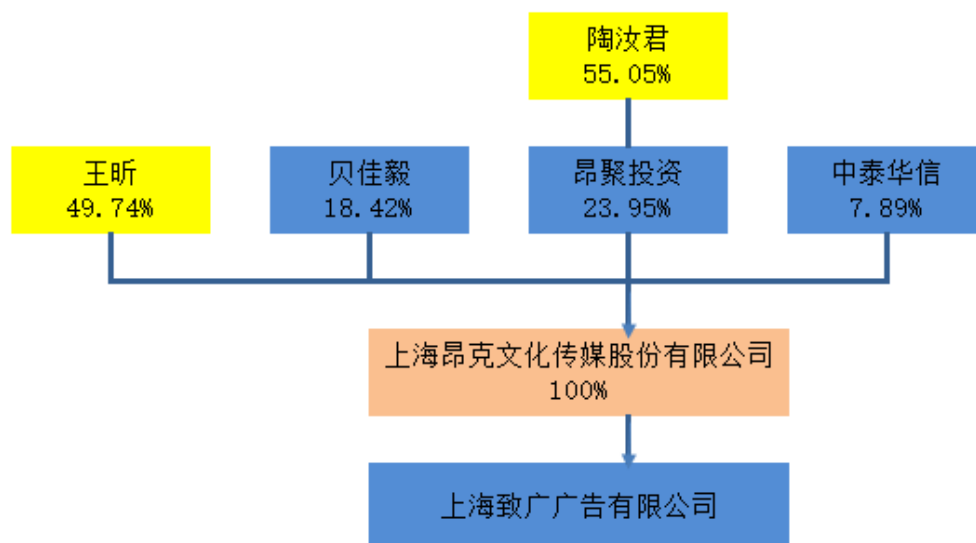 陶汝君
55.05%
王昕
49.74%
贝佳毅
18.42%
昂聚投资
23.95%
中泰华信
7.89%
上海昂克文化传媒股份有限公司
100%
上海致广广告有限公司